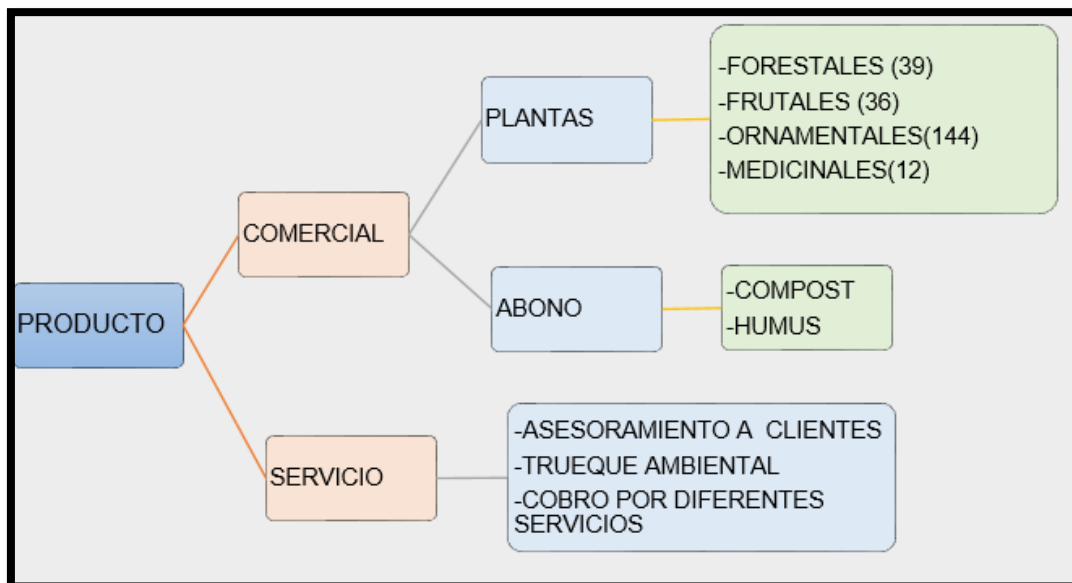 PRODUCTO
COMERCIAL
PLANTAS
-FORESTALES (39)
-FRUTALES (36)
-ORNAMENTALES(144)
-MEDICINALES(12)
ABONO
-COMPOST
-HUMUS
SERVICIO
-ASESORAMIENTO A CLIENTES
-TRUEQUE AMBIENTAL
-COBRO POR DIFERENTES
SERVICIOS